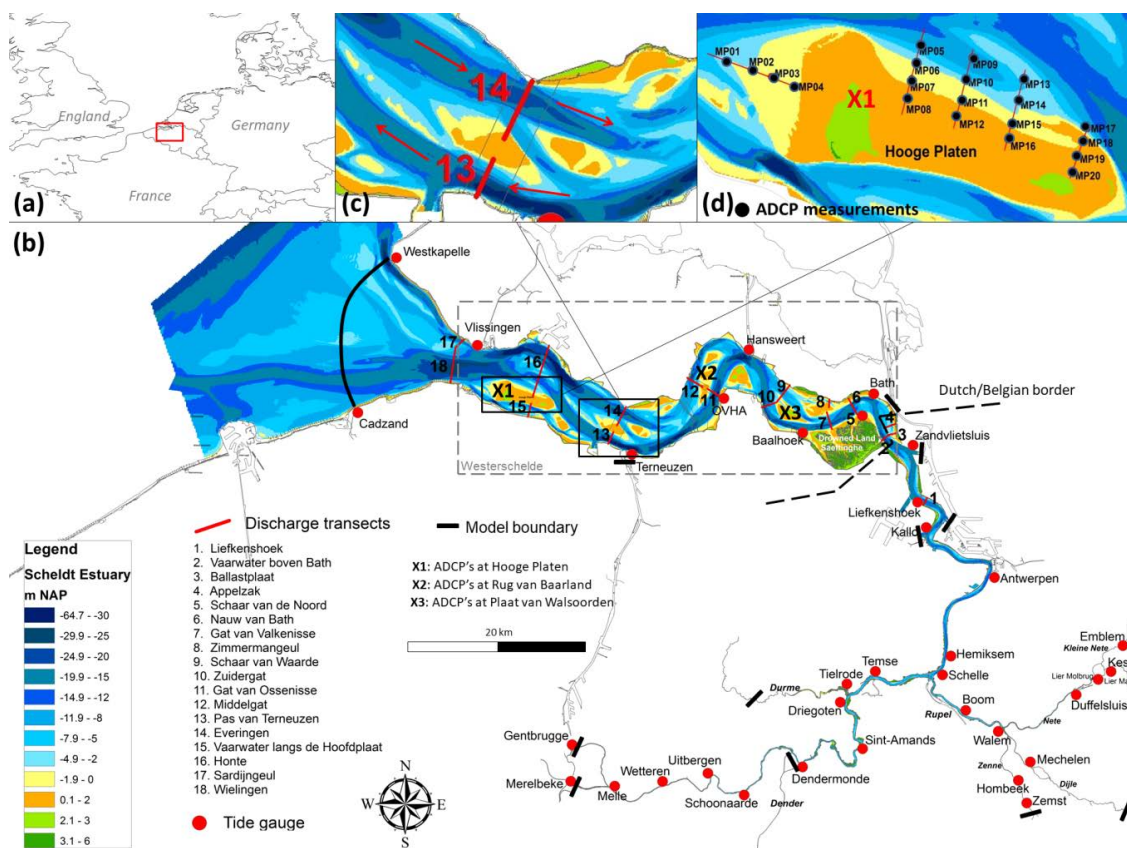 England
Germany
France
(a)
14
13
(c)
MP01
MP02
MP03
MP04
MP05
MP06
MP07
MP08
MP09
MP10
MP11
MP12
MP13
MP14
MP15
MP16
MP17
MP18
MP19
MP20
X1
Hooge Platen
(d)
ADCP measurements
(b)
Westkapelle
Vlissingen
17
18
16
X1
15
Cadzand
14
13
Terneuzen
Westerschelde
X2
12
11
OVHA
Hansweert
9
10
X3
Baalhoek
8
7
6
5
Bath
4
3
2
Drowned Land
Saeftinghe
Dutch/Belgian border
Zandvlietsluis
1
Liefkenshoek
Kallo
Antwerpen
Hemiksem
Schelle
Temse
Tielrode
Durme
Driegoten
Rupel
Boom
Walem
Nete
Duffelsluis
Lier Molbrug
Emblem
Kleine Nete
Mechelen
Zenne
Dijle
Hombeek
Zemst
Sint-Amands
Dendermonde
Dender
Schoonaarde
Uitbergen
Wetteren
Melle
Merelbeke
Gentbrugge
Legend
Scheldt Estuary
m NAP
-64.7 - -30
-29.9 - -25
-24.9 - -20
-19.9 - -15
-14.9 - -12
-11.9 - -8
-7.9 - -5
-4.9 - -2
-1.9 - 0
0.1 - 2
2.1 - 3
3.1 - 6
Discharge transects
1. Liefkenshoek
2. Vaarwater boven Bath
3. Ballastplaat
4. Appelzak
5. Schaar van de Noord
6. Nauw van Bath
7. Gat van Valkenisse
8. Zimmermangeul
9. Schaar van Waarde
10. Zuidergat
11. Gat van Ossenisse
12. Middelgat
13. Pas van Terneuzen
14. Everingen
15. Vaarwater langs de Hoofdplaat
16. Honte
17. Sardijngeul
18. Wielingen
Tide gauge
Model boundary
X1: ADCP's at Hooge Platen
X2: ADCP's at Rug van Baarland
X3: ADCP's at Plaat van Walsoorden
20 km
N
W
E
S